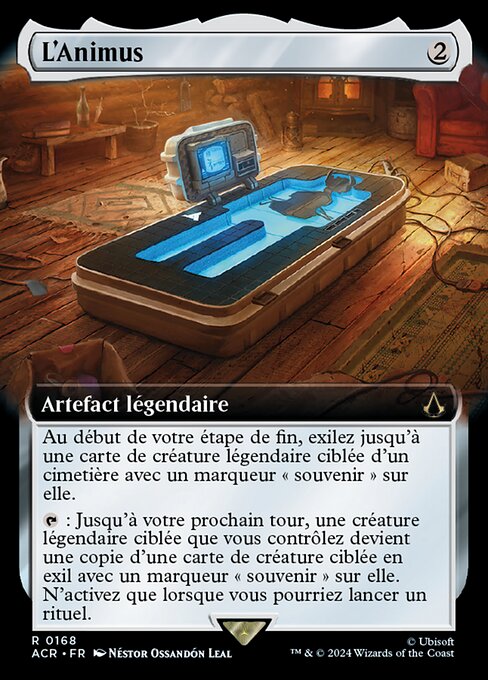 L'Animus 2
Artefact légendaire
Au début de votre étape de fin, exilez jusqu'à
une carte de créature légendaire ciblée d'un
cimetière avec un marqueur « souvenir » sur
elle.
: Jusqu'à votre prochain tour, une créature
légendaire ciblée que vous contrôlez devient
une copie d'une carte de créature ciblée en
exil avec un marqueur « souvenir » sur elle.
N'activez que lorsque vous pourriez lancer un
rituel.
R 0168
ACR • FR Néstor Ossandón Leal
© Ubisoft
™ & © 2024 Wizards of the Coast